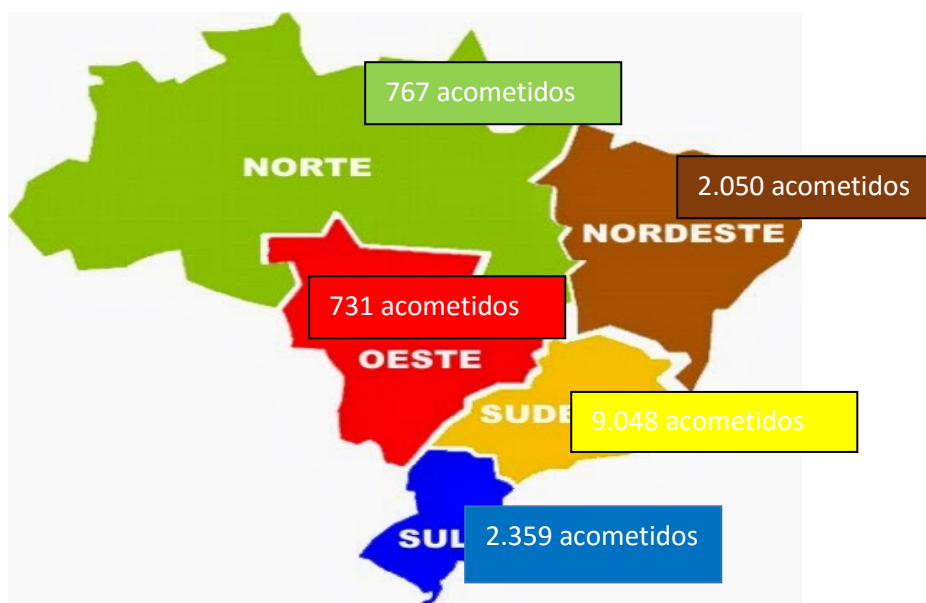 767 acometidos
NORTE
2.050 acometidos
NORDESTE
731 acometidos
OESTE
SUDE
9.048 acometidos
SUL
2.359 acometidos